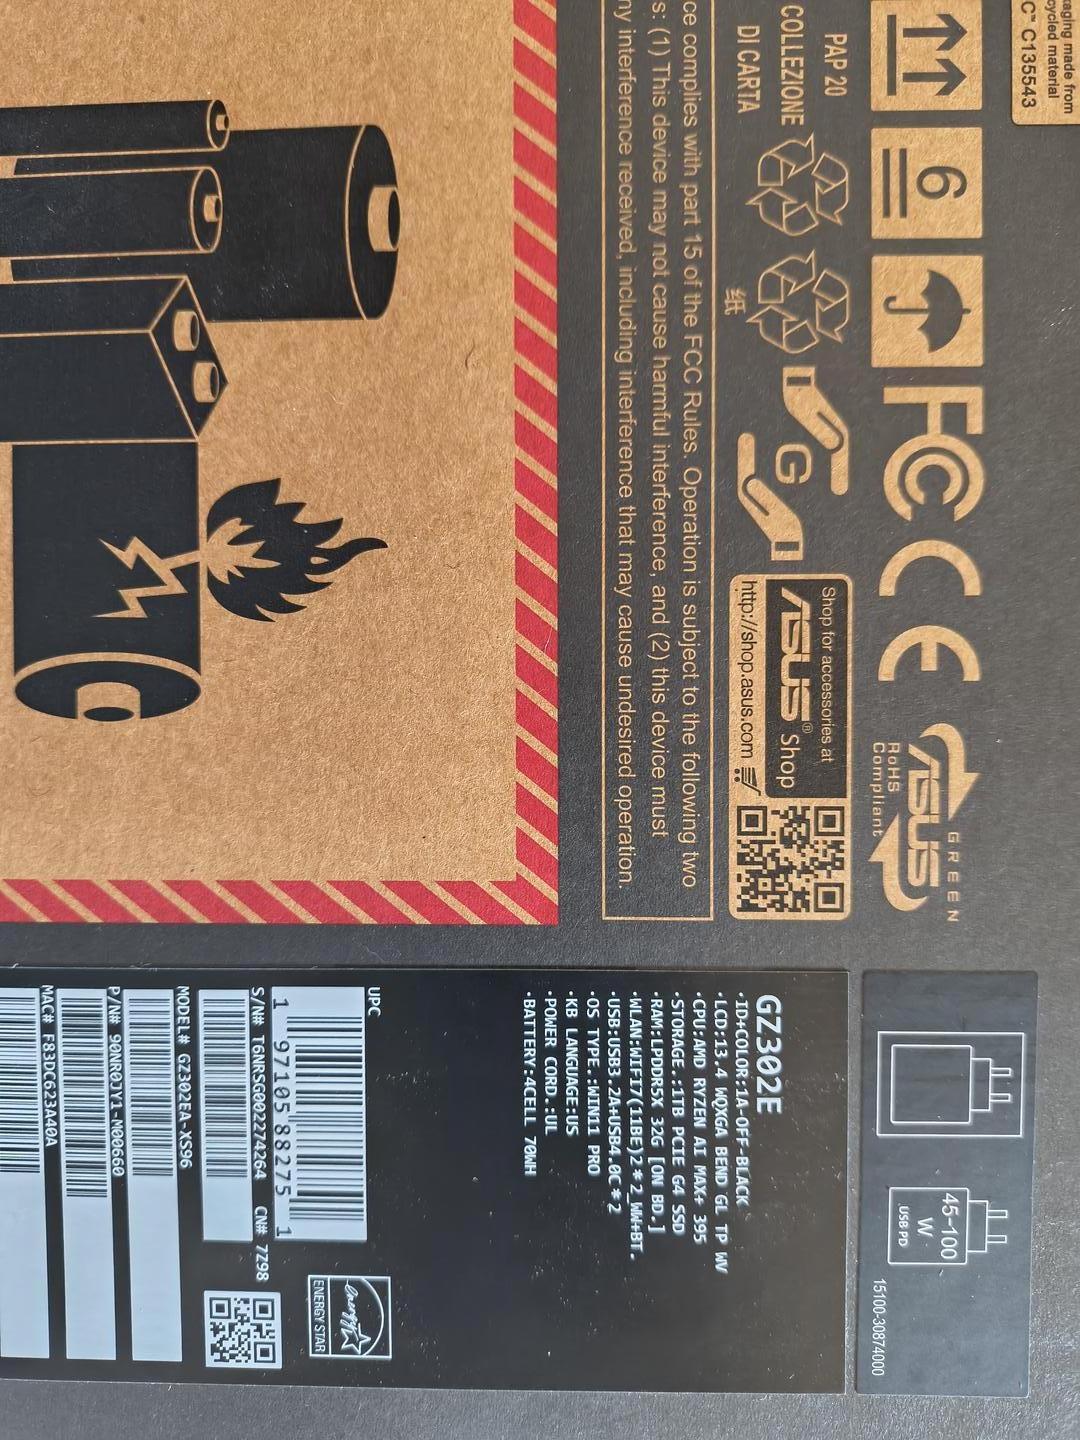 aging made from
cycled material
C™ C135543
6
PAP 20
COLLEZIONE
DI CARTA
纸
G
FC
CE
GREEN
ASUS
RoHS
Compliant
Shop for accessories at
ASUS® Shop
http://shop.asus.com
ce complies with part 15 of the FCC Rules. Operation is subject to the following two
s: (1) This device may not cause harmful interference, and (2) this device must
ny interference received, including interference that may cause undesired operation.
45-100
W
USB PD
15100-30874000
GZ302E
·ID+COLOR:1A-OFF-BLACK
·LCD:13.4 WQXGA BEND GL TP WV
·CPU:AMD RYZEN AI MAX+ 395
·STORAGE.:1TB PCIE G4 SSD
·RAM:LPDDR5X 32G [ON BD.]
·WLAN:WIFI7(11BE)2*2_WW+BT.
·USB:USB3.2A+USB4.0C*2
·OS TYPE.:WIN11 PRO
·KB LANGUAGE:US
·POWER CORD.:UL
·BATTERY:4CELL 70WH
energy
ENERGY STAR
UPC
1 97105 88275 1
S/N# T6NRSG002274264 CN# 7Z98
MODEL# GZ302EA-XS96
P/N# 90NR0JY1-M00660
MAC# F83DC623A40A